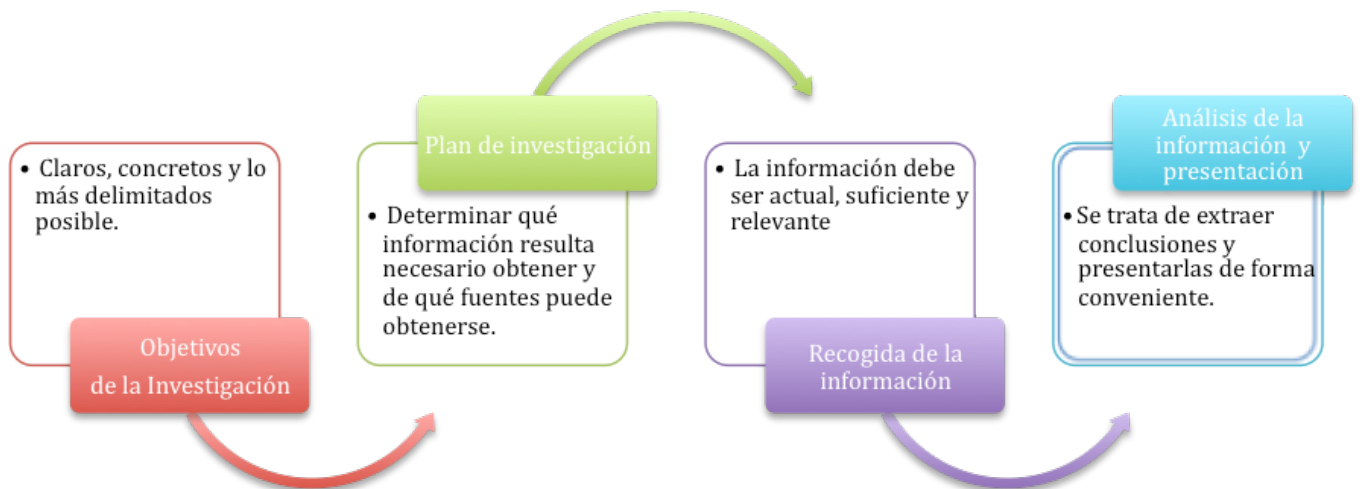 • Claros, concretos y lo
más delimitados
posible.
Objetivos
de la Investigación
Plan de investigación
• Determinar qué
información resulta
necesario obtener y
de qué fuentes puede
obtenerse.
• La información debe
ser actual, suficiente y
relevante
Recogida de la
información
Análisis de la
información y
presentación
• Se trata de extraer
conclusiones y
presentarlas de forma
conveniente.